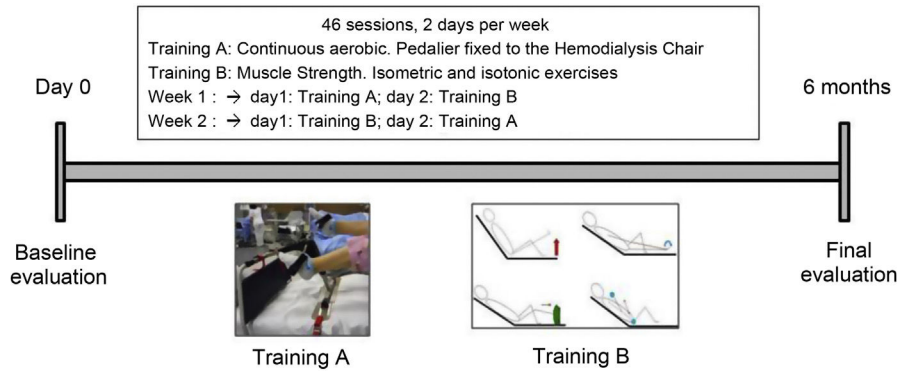 46 sessions, 2 days per week
Training A: Continuous aerobic. Pedalier fixed to the Hemodialysis Chair
Training B: Muscle Strength. Isometric and isotonic exercises
Week 1 : → day1: Training A; day 2: Training B
Week 2 : → day1: Training B; day 2: Training A
Day 0
6 months
Baseline
evaluation
Final
evaluation
Training A
Training B